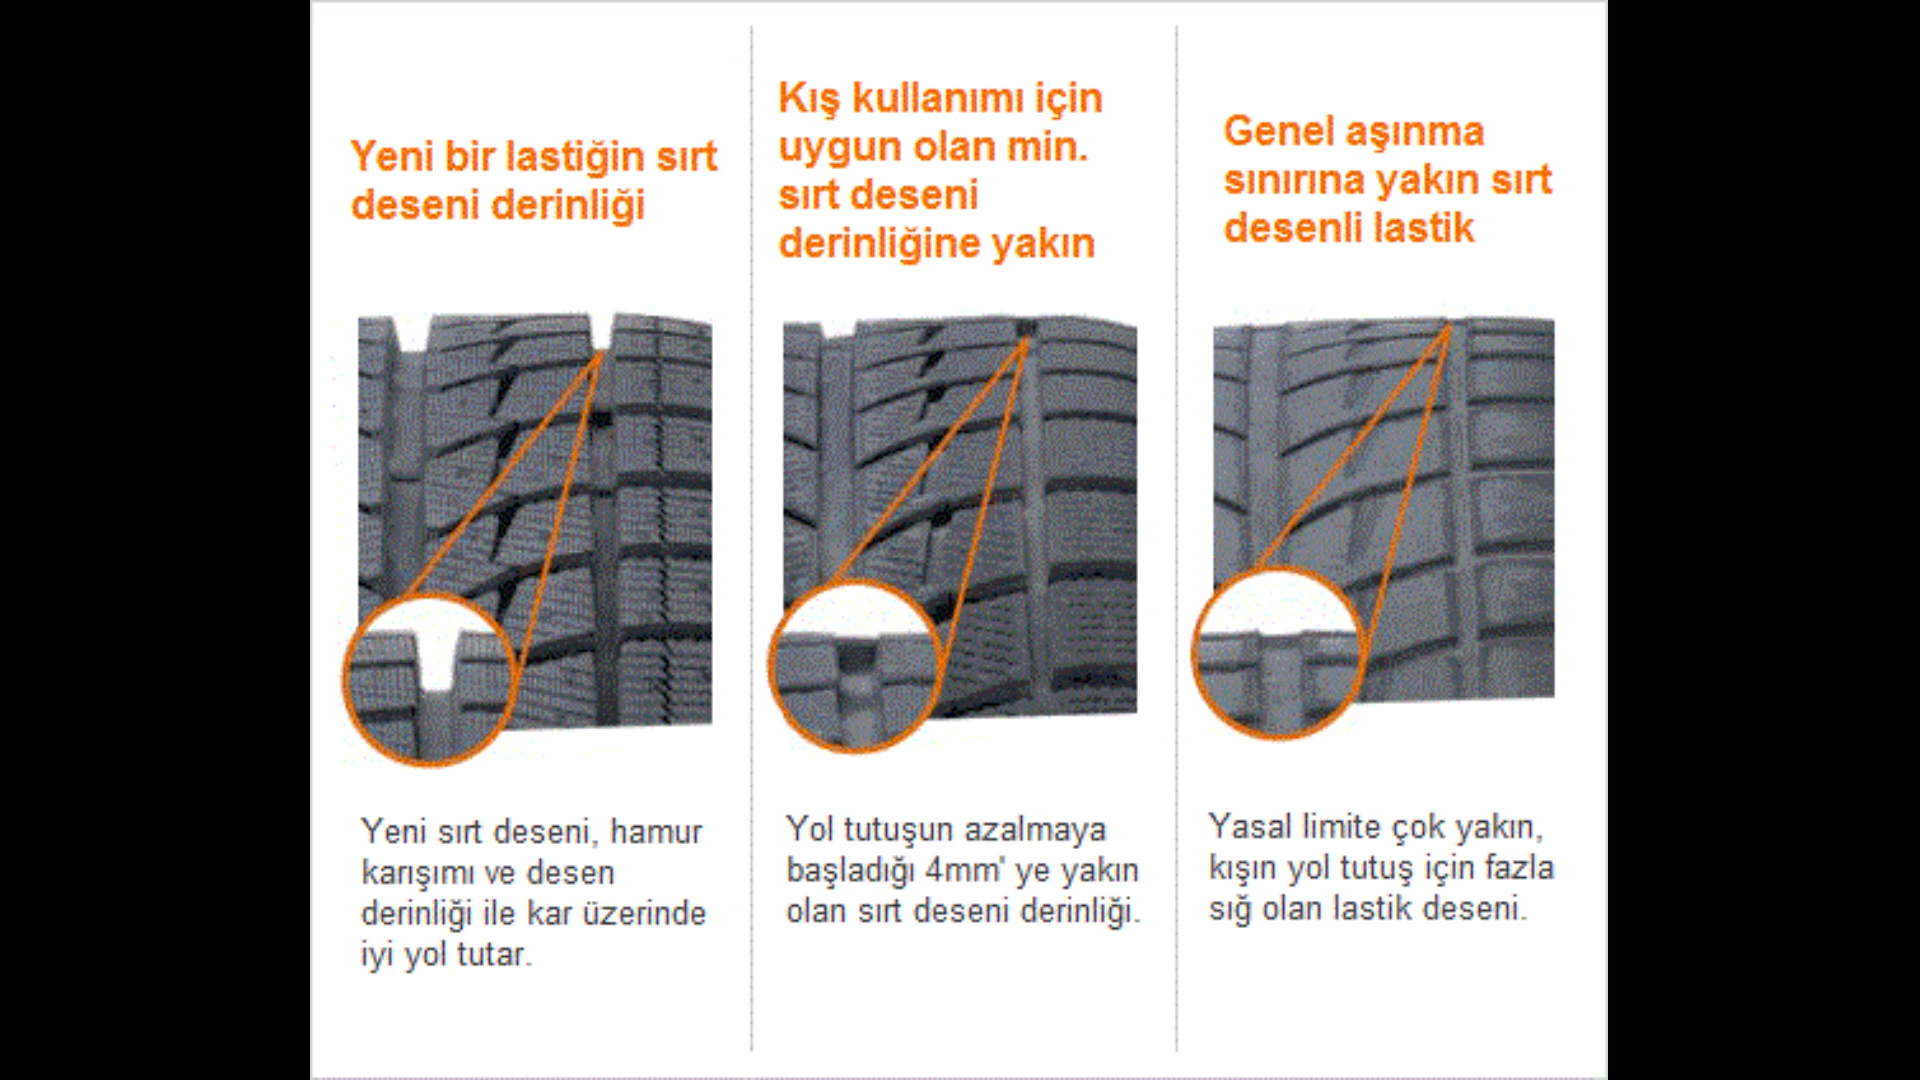 Yeni bir lastiğin sırt
deseni derinliği
Yeni sırt deseni, hamur
karışımı ve desen
derinliği ile kar üzerinde
iyi yol tutar.
Kış kullanımı için
uygun olan min.
sırt deseni
derinliğine yakın
Yol tutuşun azalmaya
başladığı 4mm' ye yakın
olan sırt deseni derinliği.
Genel aşınma
sınırına yakın sırt
desenli lastik
Yasal limite çok yakın,
kışın yol tutuş için fazla
sığ olan lastik deseni.